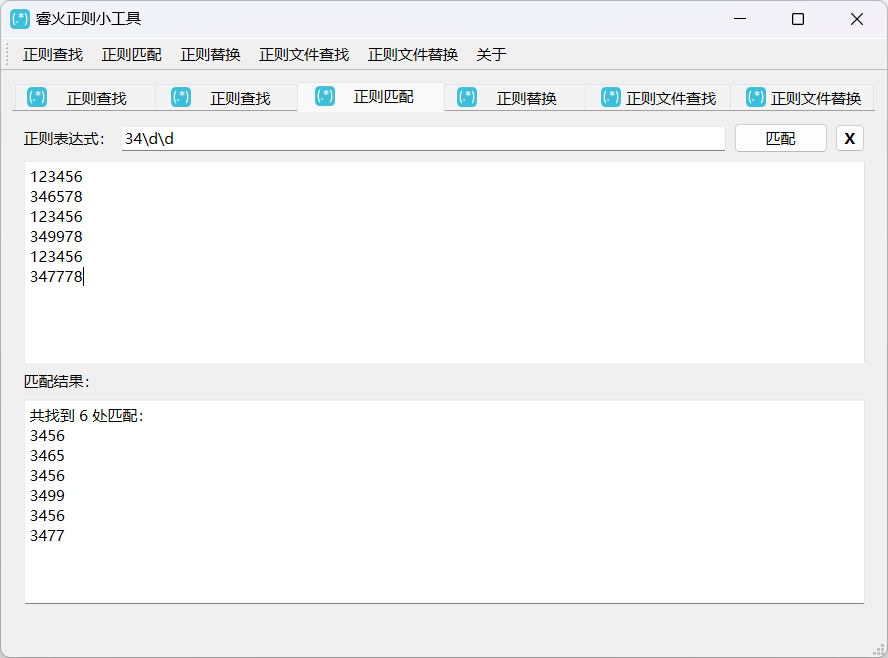 (.*) 睿火正则小工具
正则查找 正则匹配 正则替换 正则文件查找 正则文件替换 关于
(.*) 正则查找 (.*) 正则查找 (.*) 正则匹配 (.*) 正则替换 (.*) 正则文件查找 (.*) 正则文件替换
正则表达式： 34\d\d 匹配 X
123456
346578
123456
349978
123456
347778
匹配结果：
共找到 6 处匹配：
3456
3465
3456
3499
3456
3477